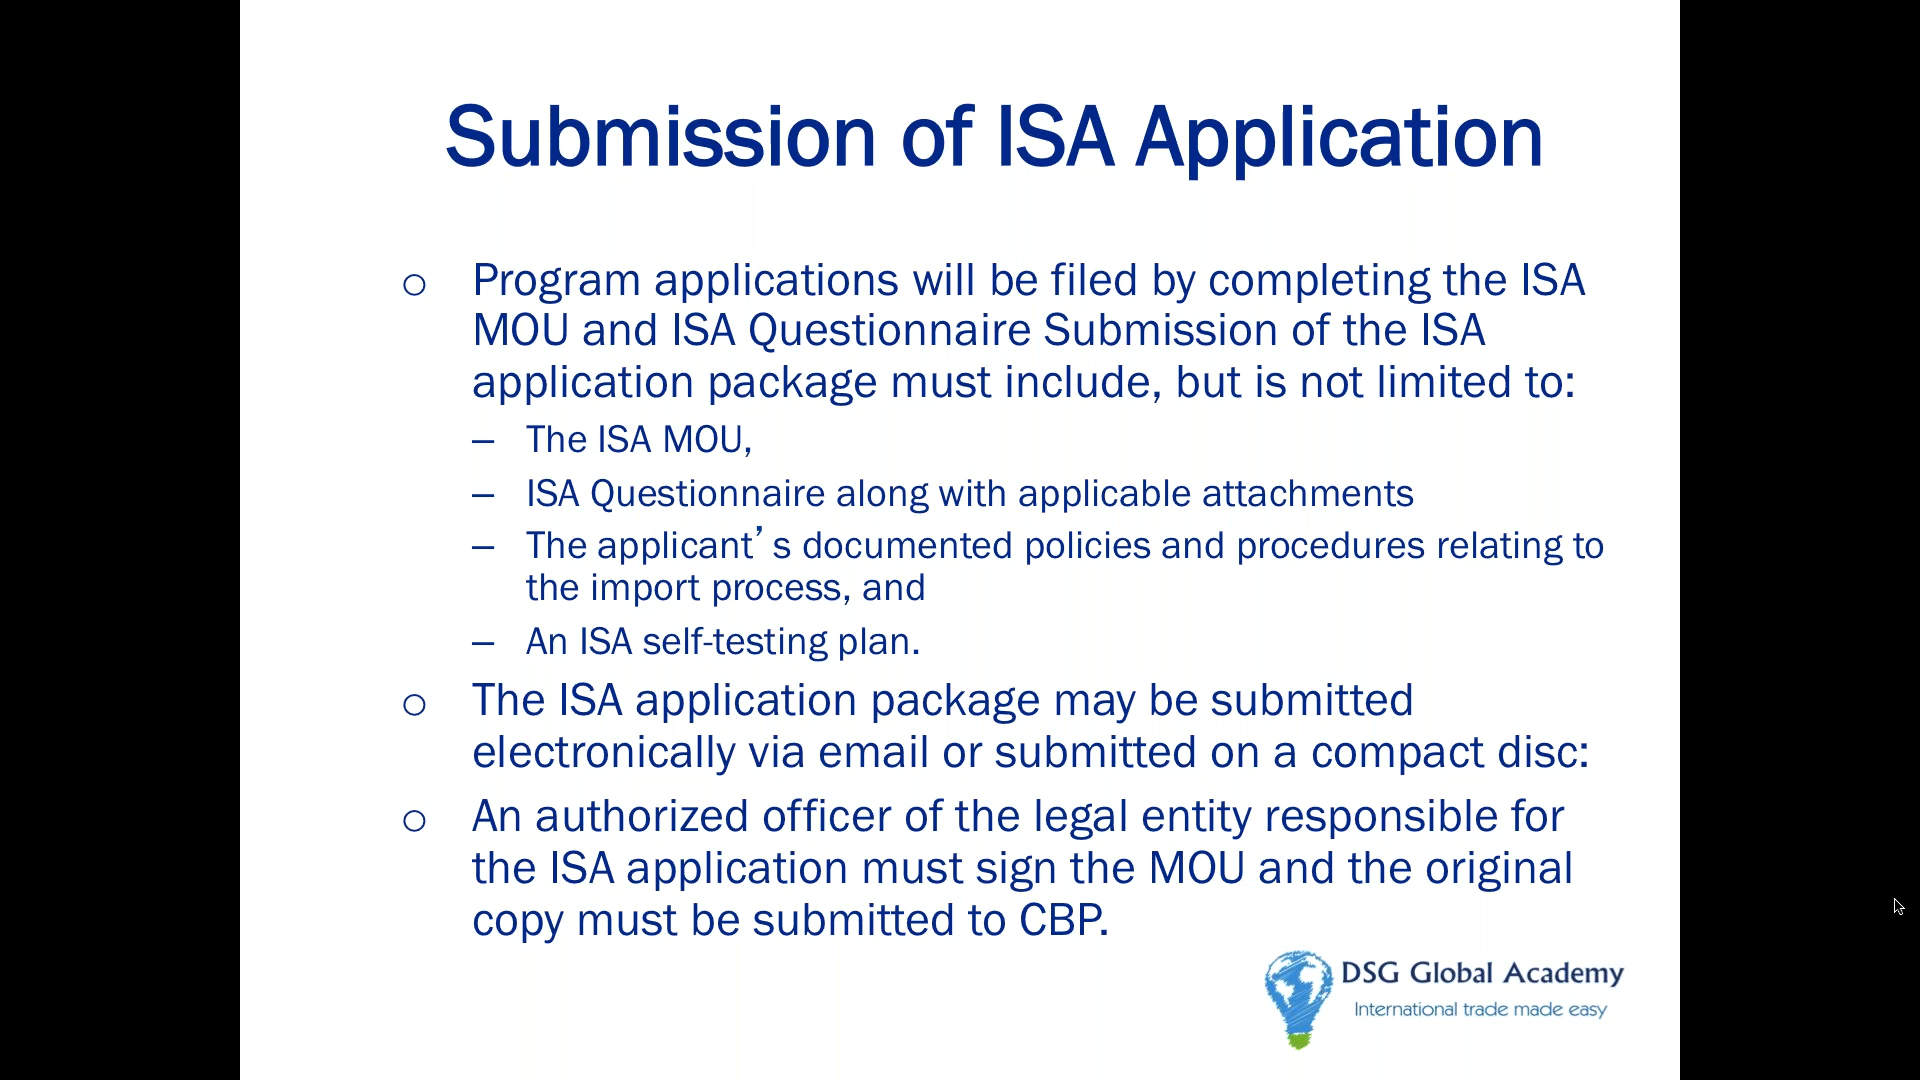 Submission of ISA Application
o Program applications will be filed by completing the ISA
MOU and ISA Questionnaire Submission of the ISA
application package must include, but is not limited to:
– The ISA MOU,
– ISA Questionnaire along with applicable attachments
– The applicant’s documented policies and procedures relating to
the import process, and
– An ISA self-testing plan.
o The ISA application package may be submitted
electronically via email or submitted on a compact disc:
o An authorized officer of the legal entity responsible for
the ISA application must sign the MOU and the original
copy must be submitted to CBP.
DSG Global Academy
International trade made easy